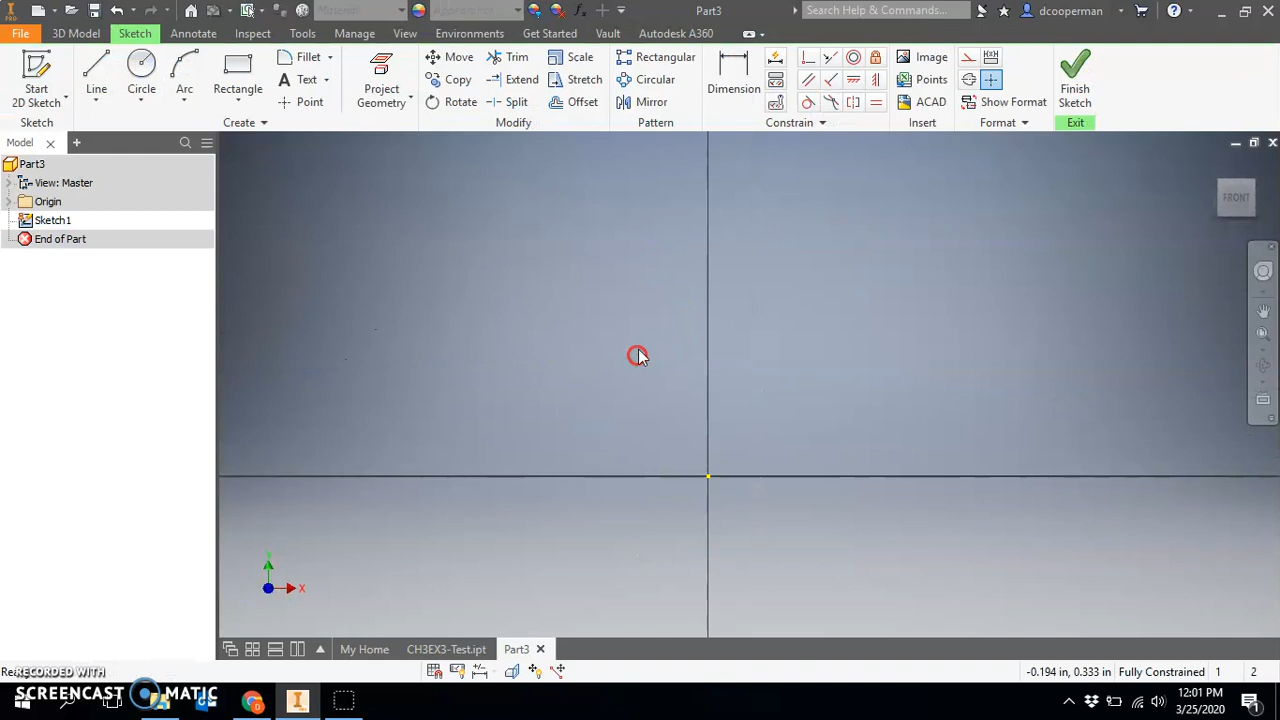 I PRO Material Appearance Part3 Search Help & Commands... dcooperman
File 3D Model Sketch Annotate Inspect Tools Manage View Environments Get Started Vault Autodesk A360
Start 2D Sketch Line Circle Arc Rectangle Fillet Text Point Project Geometry Move Copy Rotate Trim Extend Split Scale Stretch Offset Rectangular Circular Mirror Dimension Image Points ACAD Show Format Finish Sketch
Sketch Create Modify Pattern Constrain Insert Format Exit
Model
Part3
View: Master
Origin
Sketch1
End of Part
FRONT
Y
X
My Home CH3EX3-Test.ipt Part3
-0.194 in, 0.333 in Fully Constrained 1 2
RECORDED WITH
SCREENCAST MATIC
12:01 PM
3/25/2020